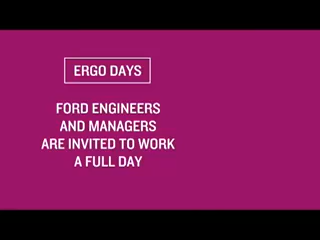 ERGO DAYS
FORD ENGINEERS
AND MANAGERS
ARE INVITED TO WORK
A FULL DAY